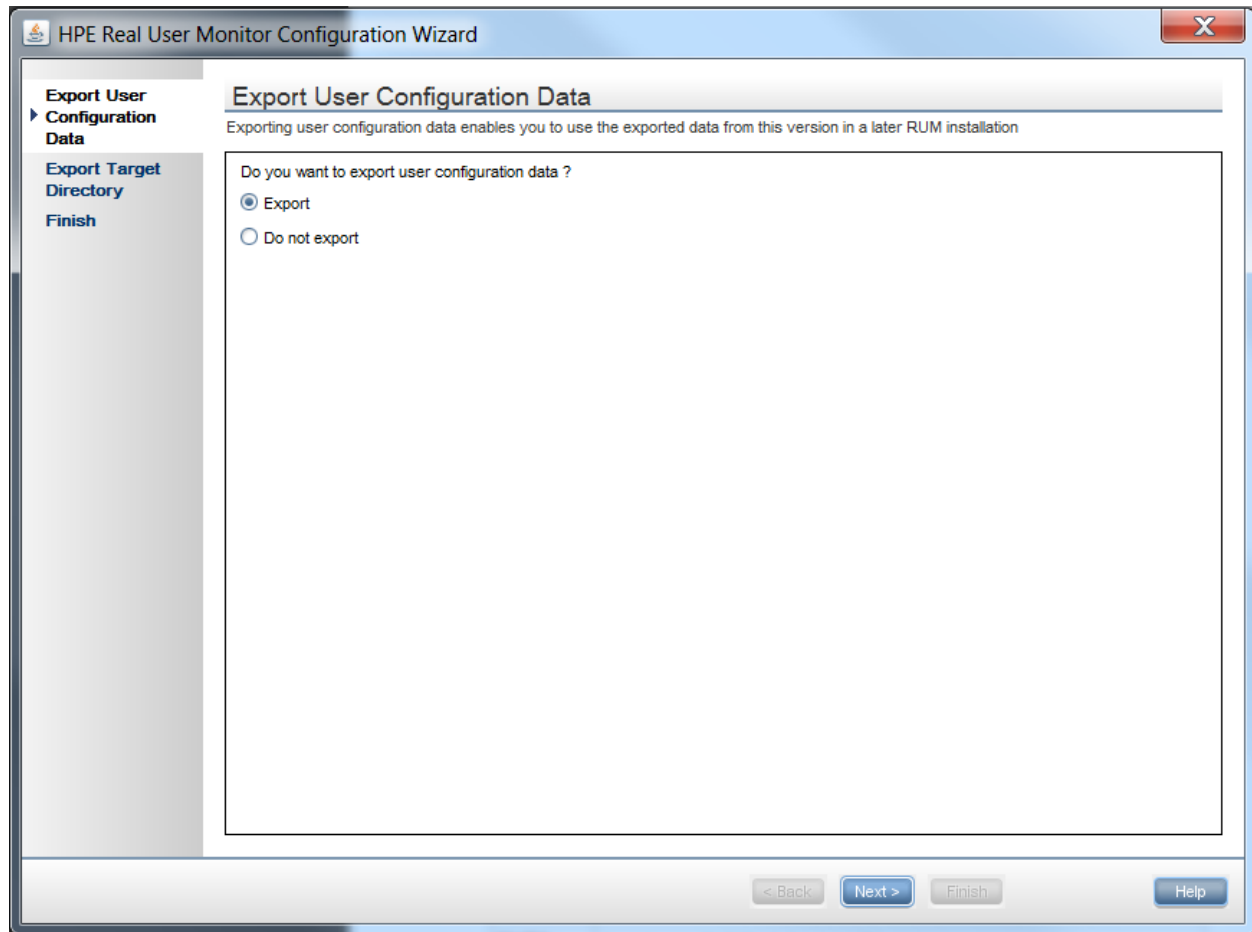 HPE Real User Monitor Configuration Wizard
X
Export User
Configuration
Data
Export Target
Directory
Finish
Export User Configuration Data
Exporting user configuration data enables you to use the exported data from this version in a later RUM installation
Do you want to export user configuration data ?
Export
Do not export
< Back
Next >
Finish
Help